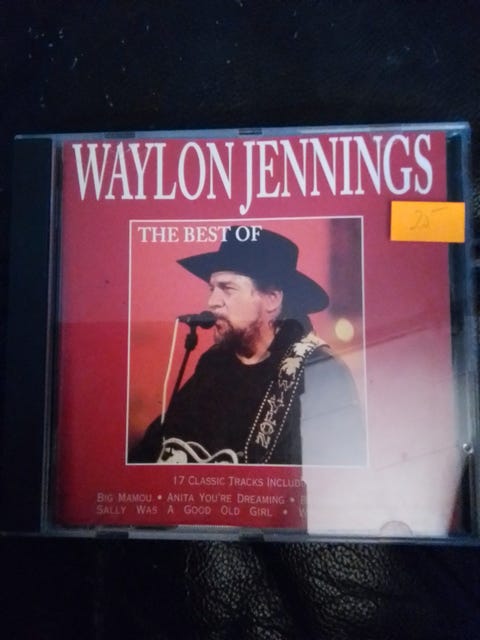 WAYLON JENNINGS
25
THE BEST OF
17 CLASSIC TRACKS
BIG MAMOU • ANITA YOU'RE DREAMING •
SALLY WAS A GOOD OLD GIRL •